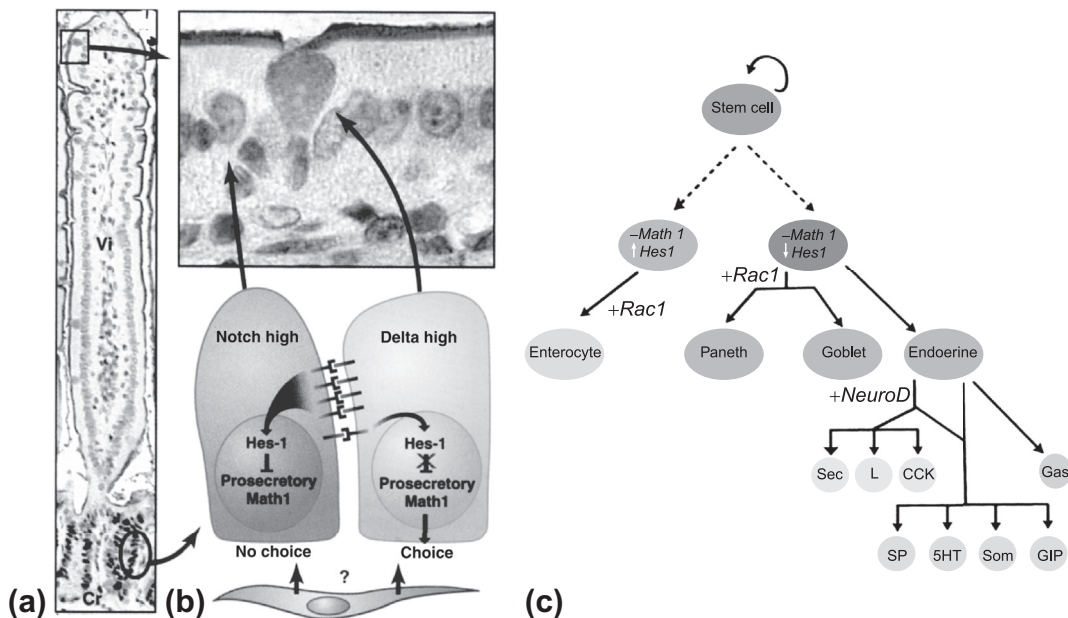 Vi
Cr
(a)
Notch high
Delta high
Hes-1
Prosecretory
Math1
Hes-1
Prosecretory
Math1
No choice
Choice
?
(b)
Stem cell
–Math 1
↑ Hes1
–Math 1
↓ Hes1
+Rac1
+Rac1
Enterocyte
Paneth
Goblet
Endoerine
+NeuroD
Sec
L
CCK
Gas
SP
5HT
Som
GIP
(c)